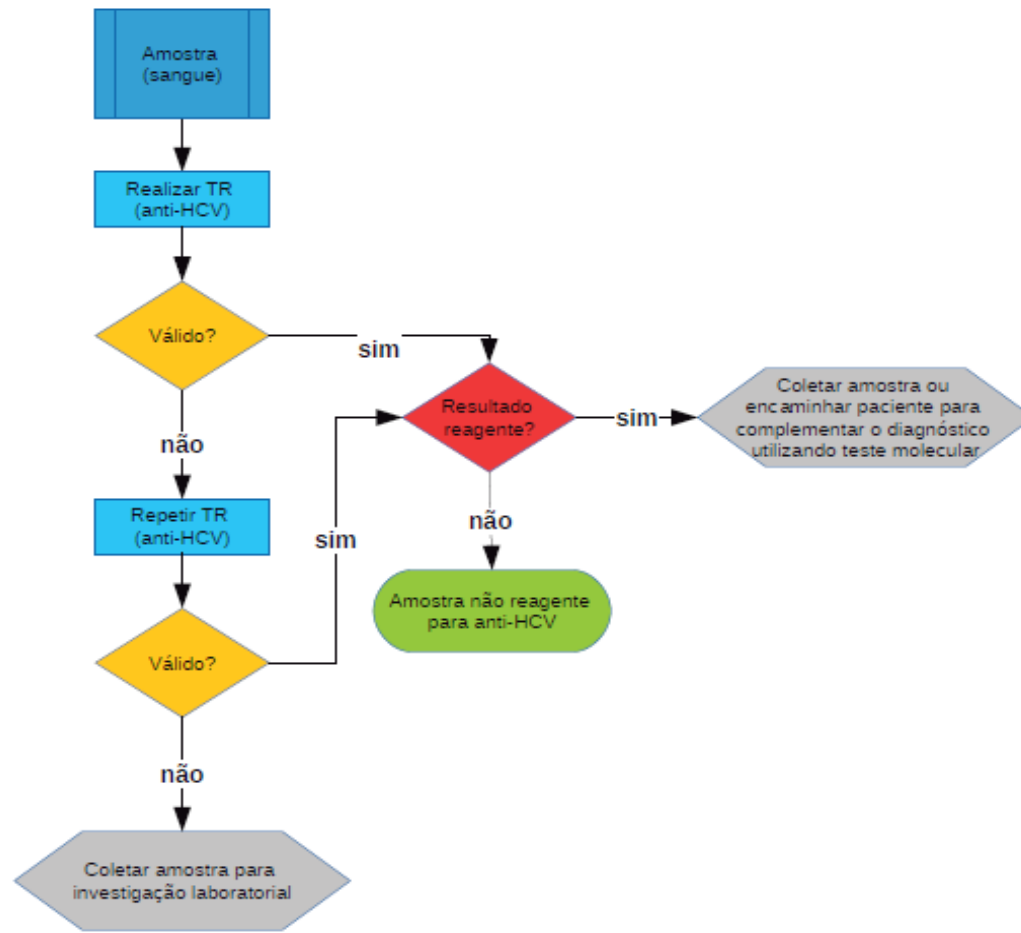 Amostra
(sangue)
Realizar TR
(anti-HCV)
Válido?
sim
não
Resultado
reagente?
sim
Coletar amostra ou
encaminhar paciente para
complementar o diagnóstico
utilizando teste molecular
não
Amostra não reagente
para anti-HCV
Repetir TR
(anti-HCV)
sim
Válido?
não
Coletar amostra para
investigação laboratorial